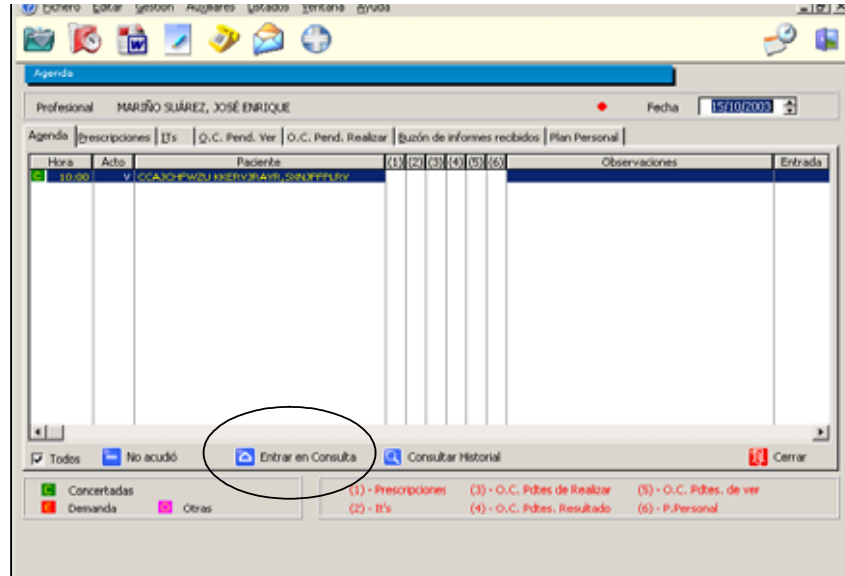 Fichero Editar Gestión Auxiliares Listados Ventana Ayuda
Agenda
Profesional MARIÑO SUÁREZ, JOSÉ ENRIQUE Fecha 15/10/2003
Agenda Prescripciones IT's O.C. Pend. Ver O.C. Pend. Realizar Buzón de informes recibidos Plan Personal
Hora Acto Paciente (1) (2) (3) (4) (5) (6) Observaciones Entrada
C 10:00 V
Todos No acudió Entrar en Consulta Consultar Historial Cerrar
Concertadas (1) - Prescripciones (3) - O.C. Pdtes de Realizar (5) - O.C. Pdtes. de ver
Demanda Otras (2) - It's (4) - O.C. Pdtes. Resultado (6) - P.Personal